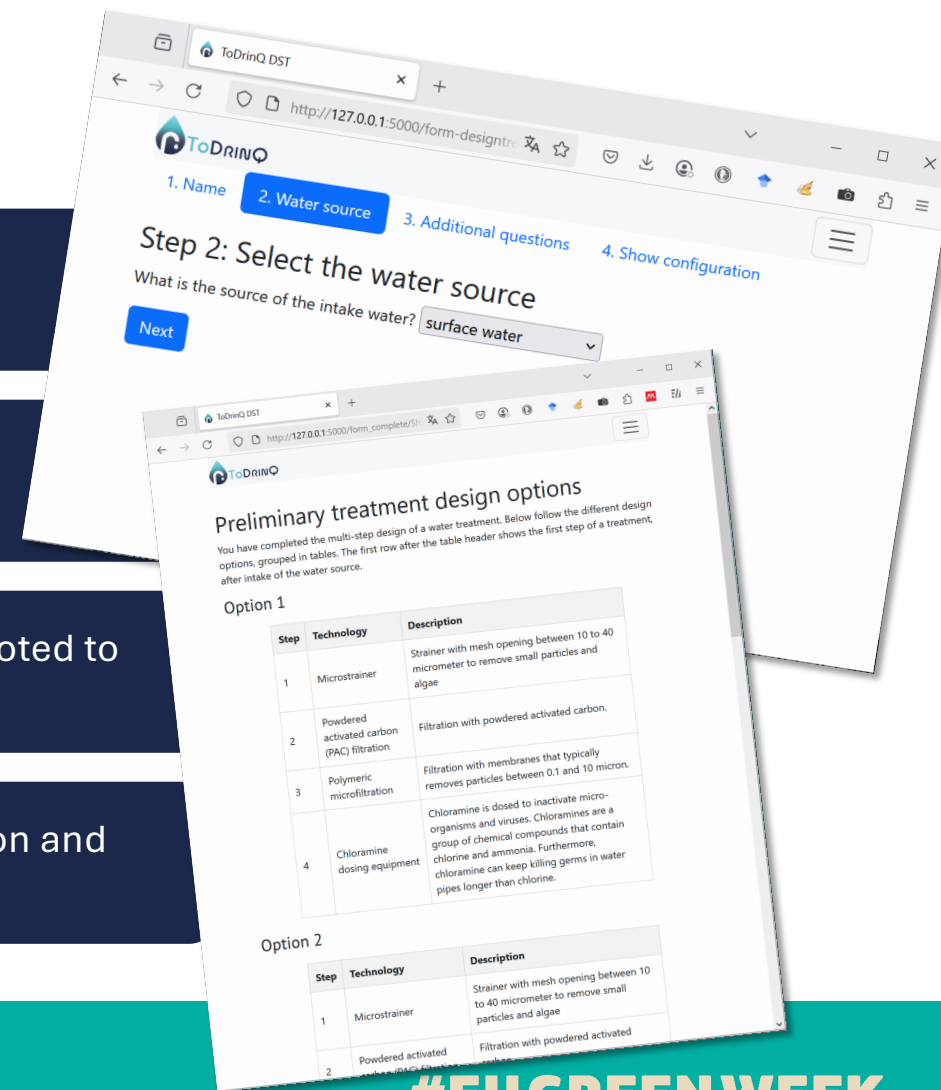 ToDrinQ DST
http://127.0.0.1:5000/form-designtr
ToDrinQ
1. Name
2. Water source
3. Additional questions
4. Show configuration
Step 2: Select the water source
What is the source of the intake water? surface water
Next
ToDrinQ DST
http://127.0.0.1:5000/form_complete/5
ToDrinQ
Preliminary treatment design options
You have completed the multi-step design of a water treatment. Below follow the different design
options, grouped in tables. The first row after the table header shows the first step of a treatment,
after intake of the water source.
Option 1
Step Technology Description
1 Microstrainer
Strainer with mesh opening between 10 to 40
micrometer to remove small particles and
algae
2
Powdered
activated carbon
(PAC) filtration
Filtration with powdered activated carbon.
3
Polymeric
microfiltration
Filtration with membranes that typically
removes particles between 0.1 and 10 micron.
4
Chloramine
dosing equipment
Chloramine is dosed to inactivate micro-
organisms and viruses. Chloramines are a
group of chemical compounds that contain
chlorine and ammonia. Furthermore,
chloramine can keep killing germs in water
pipes longer than chlorine.
Option 2
Step Technology Description
1 Microstrainer
Strainer with mesh opening between 10
to 40 micrometer to remove small
particles and algae
2
Powdered activated
carbon (PAC) filtration
Filtration with powdered activated
carbon
oted to
on and
#EUGREENWEEK